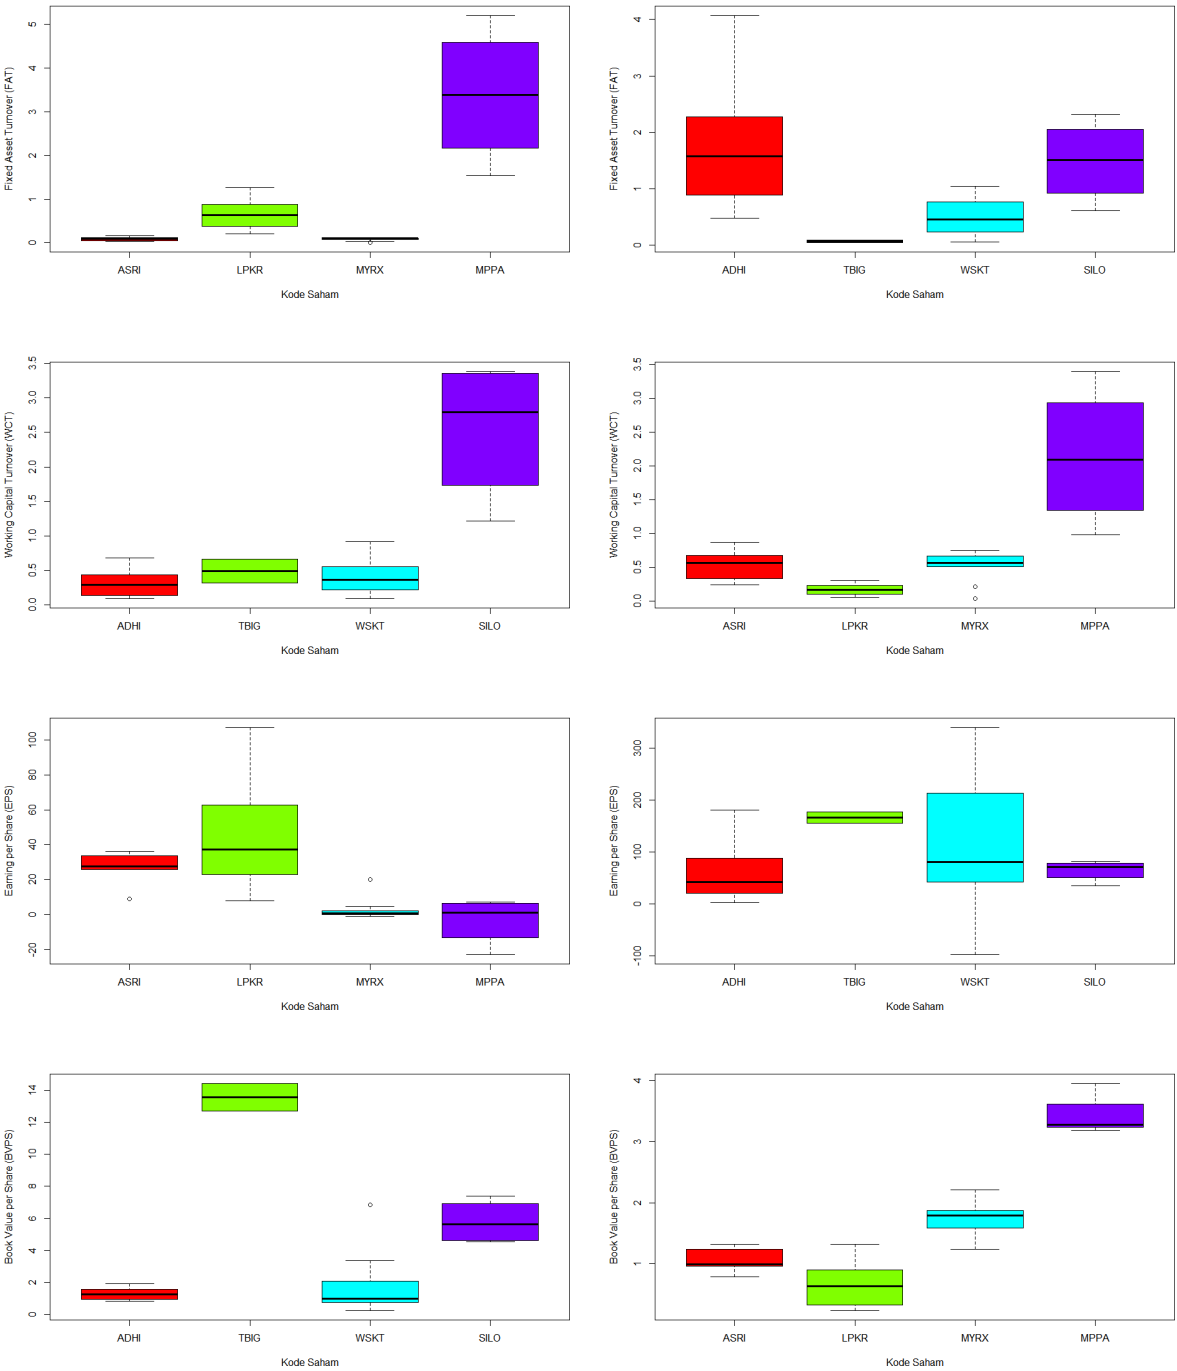 Fixed Asset Turnover (FAT)
5
4
3
2
1
0
ASRI LPKR MYRX MPPA
Kode Saham
Fixed Asset Turnover (FAT)
4
3
2
1
0
ADHI TBIG WSKT SILO
Kode Saham
Working Capital Turnover (WCT)
3.5
3.0
2.5
2.0
1.5
1.0
0.5
0.0
ADHI TBIG WSKT SILO
Kode Saham
Working Capital Turnover (WCT)
3.5
3.0
2.5
2.0
1.5
1.0
0.5
0.0
ASRI LPKR MYRX MPPA
Kode Saham
Earning per Share (EPS)
100
80
60
40
20
0
-20
ASRI LPKR MYRX MPPA
Kode Saham
Earning per Share (EPS)
300
200
100
0
-100
ADHI TBIG WSKT SILO
Kode Saham
Book Value per Share (BVPS)
14
12
10
8
6
4
2
0
ADHI TBIG WSKT SILO
Kode Saham
Book Value per Share (BVPS)
4
3
2
1
ASRI LPKR MYRX MPPA
Kode Saham